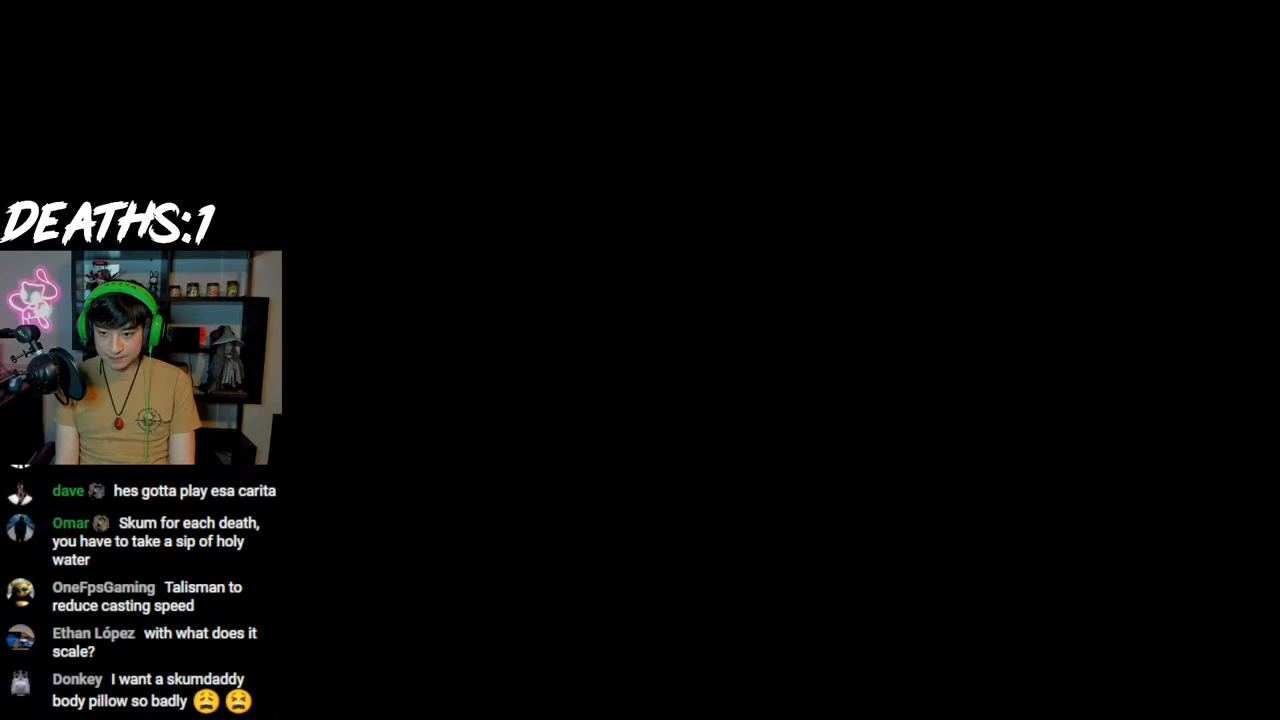 DEATHS:1
dave hes gotta play esa carita
Omar Skum for each death,
you have to take a sip of holy
water
OneFpsGaming Talisman to
reduce casting speed
Ethan López with what does it
scale?
Donkey I want a skumdaddy
body pillow so badly 😩 😫